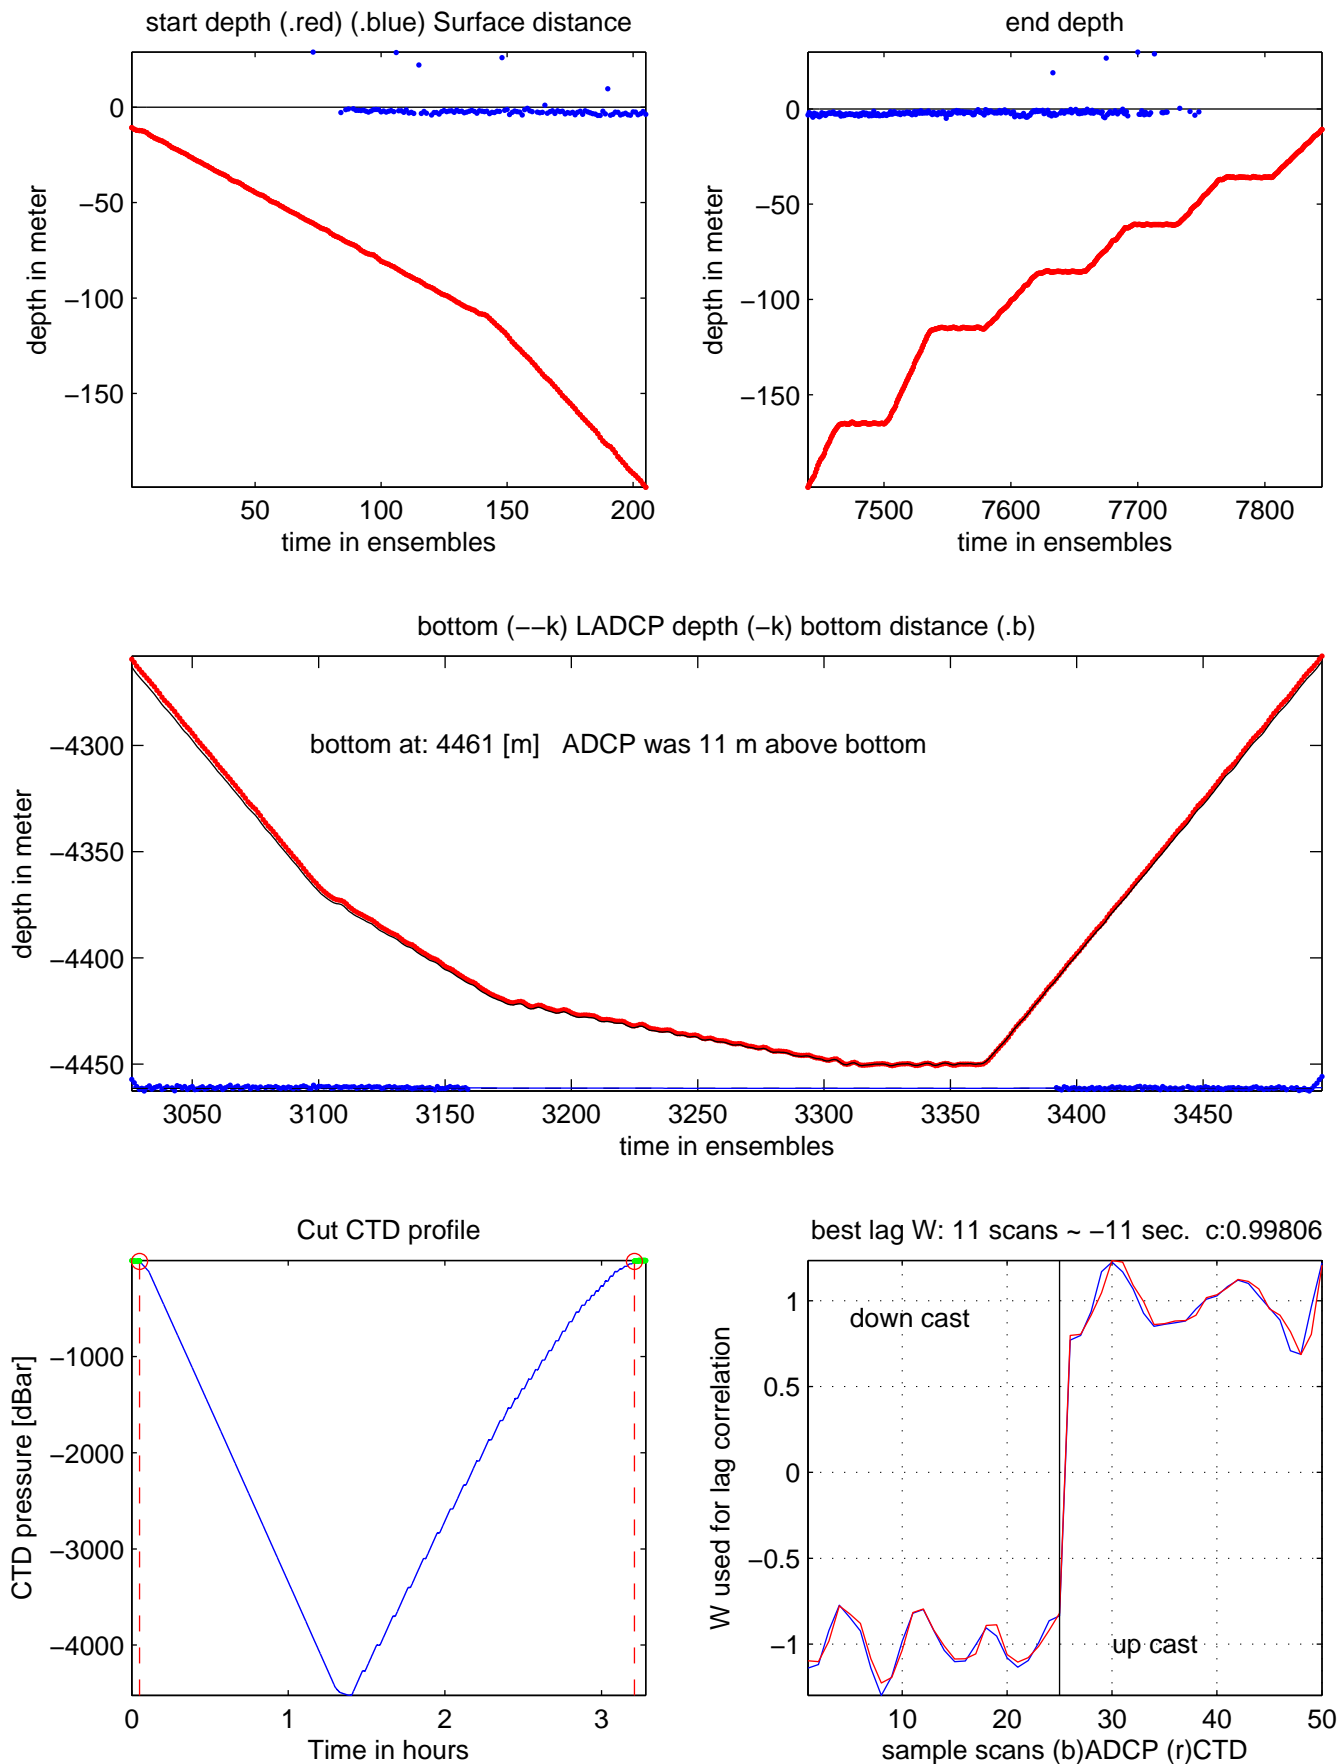 start depth (.red) (.blue) Surface distance
0
−50
−100
−150
depth in meter
50
100
150
200
time in ensembles
end depth
0
−50
−100
−150
depth in meter
7500
7600
7700
7800
time in ensembles
bottom (−−k) LADCP depth (−k) bottom distance (.b)
bottom at: 4461 [m]   ADCP was 11 m above bottom
−4300
−4350
−4400
−4450
depth in meter
3050
3100
3150
3200
3250
3300
3350
3400
3450
time in ensembles
Cut CTD profile
−1000
−2000
−3000
−4000
CTD pressure [dBar]
0
1
2
3
Time in hours
best lag W: 11 scans ~ −11 sec.  c:0.99806
down cast
up cast
1
0.5
0
−0.5
−1
W used for lag correlation
10
20
30
40
50
sample scans (b)ADCP (r)CTD